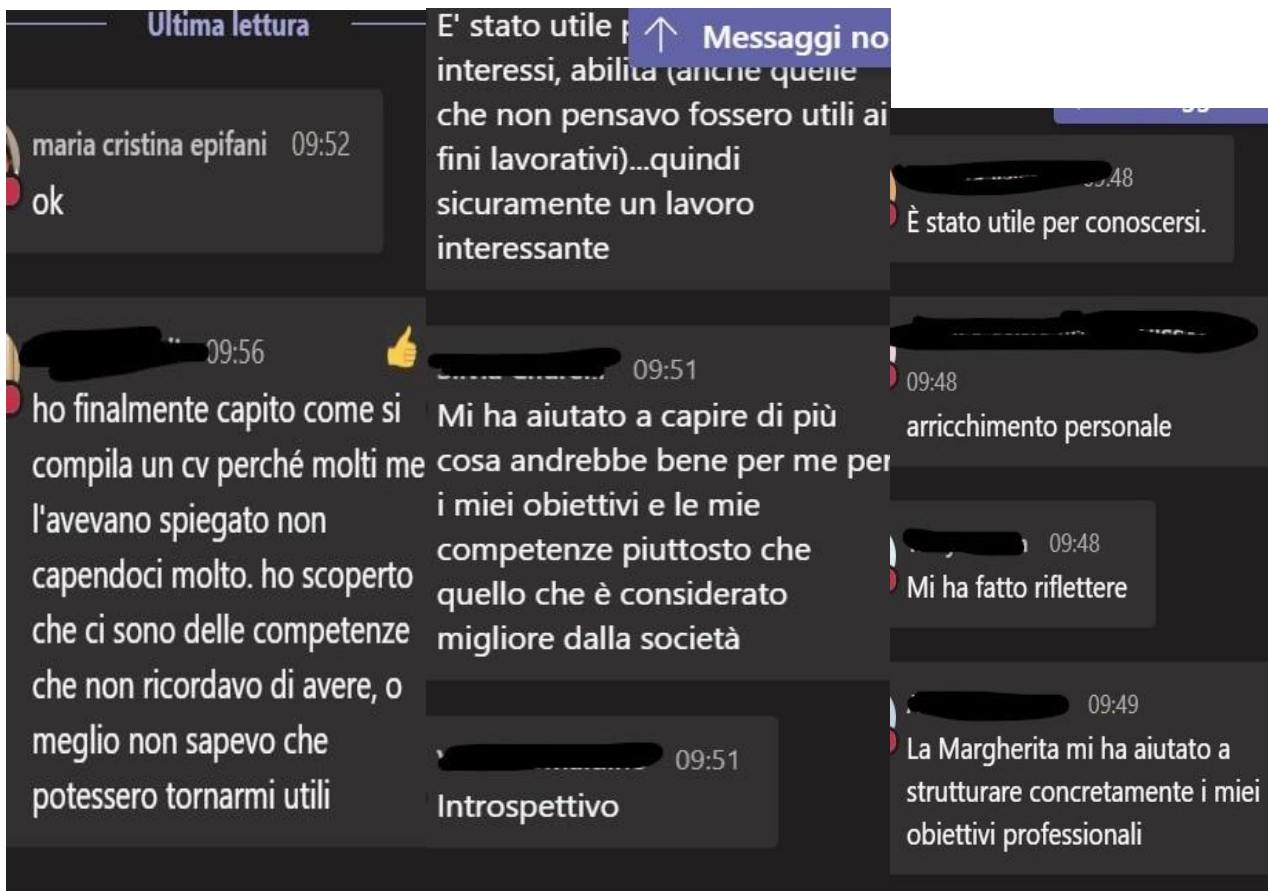 Ultima lettura
maria cristina epifani 09:52
ok
09:56
ho finalmente capito come si
compila un cv perché molti me
l'avevano spiegato non
capendoci molto. ho scoperto
che ci sono delle competenze
che non ricordavo di avere, o
meglio non sapevo che
potessero tornarmi utili
E' stato utile
Messaggi no
interessi, abilità (anche quelle
che non pensavo fossero utili ai
fini lavorativi)...quindi
sicuramente un lavoro
interessante
09:51
Mi ha aiutato a capire di più
cosa andrebbe bene per me per
i miei obiettivi e le mie
competenze piuttosto che
quello che è considerato
migliore dalla società
09:51
Introspettivo
:48
È stato utile per conoscersi.
09:48
arricchimento personale
09:48
Mi ha fatto riflettere
09:49
La Margherita mi ha aiutato a
strutturare concretamente i miei
obiettivi professionali